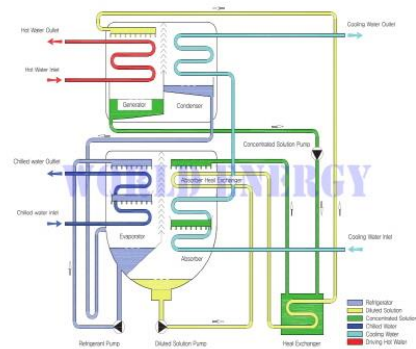 Hot Water Outlet
Cooling Water Outlet
Hot Water Inlet
Generator
Condenser
Concentrated Solution Pump
Chilled water Outlet
Absorber Heat Exchanger
WORLD ENERGY
Chilled water Inlet
Cooling Water Inlet
Evaporator
Absorber
Refrigerator
Diluted Solution
Concentrated Solution
Chilled Water
Cooling Water
Driving Hot Water
Refrigerant Pump
Diluted Solution Pump
Heat Exchanger